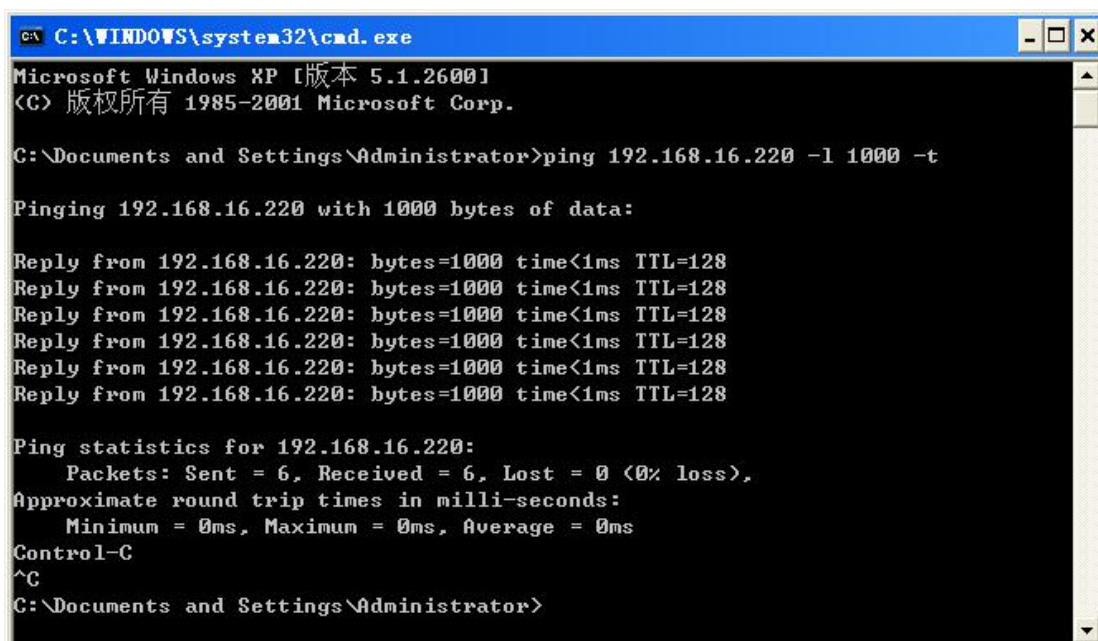 C:\WINDOWS\system32\cmd.exe
Microsoft Windows XP [版本 5.1.2600]
(C) 版权所有 1985-2001 Microsoft Corp.
C:\Documents and Settings\Administrator>ping 192.168.16.220 -l 1000 -t
Pinging 192.168.16.220 with 1000 bytes of data:
Reply from 192.168.16.220: bytes=1000 time<1ms TTL=128
Reply from 192.168.16.220: bytes=1000 time<1ms TTL=128
Reply from 192.168.16.220: bytes=1000 time<1ms TTL=128
Reply from 192.168.16.220: bytes=1000 time<1ms TTL=128
Reply from 192.168.16.220: bytes=1000 time<1ms TTL=128
Reply from 192.168.16.220: bytes=1000 time<1ms TTL=128
Ping statistics for 192.168.16.220:
    Packets: Sent = 6, Received = 6, Lost = 0 (0% loss),
Approximate round trip times in milli-seconds:
    Minimum = 0ms, Maximum = 0ms, Average = 0ms
Control-C
^C
C:\Documents and Settings\Administrator>